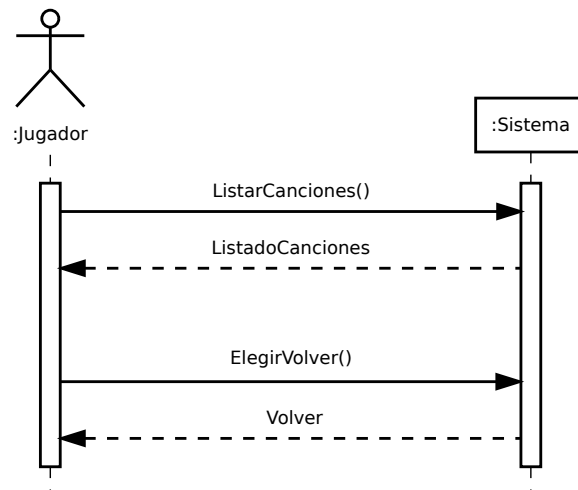 :Jugador
:Sistema
ListarCanciones()
ListadoCanciones
ElegirVolver()
Volver